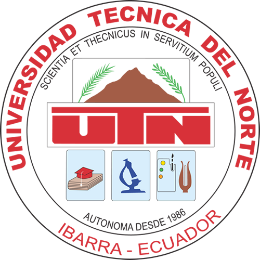 UNIVERSIDAD TECNICA DEL NORTE
SCIENTIA ET THECNICUS IN SERVITIUM POPULI
UTN
AUTONOMA DESDE 1986
IBARRA - ECUADOR